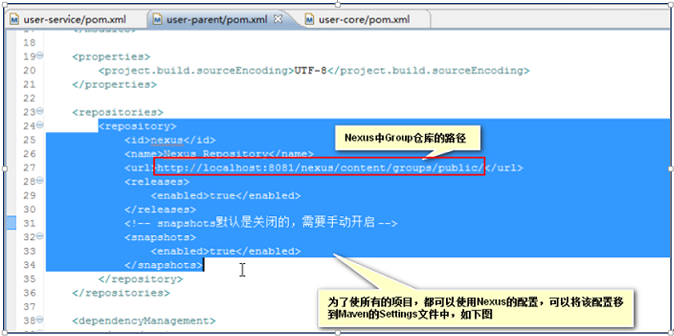 user-service/pom.xml user-parent/pom.xml user-core/pom.xml
18
19 <properties>
20 <project.build.sourceEncoding>UTF-8</project.build.sourceEncoding>
21 </properties>
22
23 <repositories>
24 <repository>
25 <id>nexus</id>
Nexus中Group仓库的路径
26 <name>Nexus Repository</name>
27 <url>http://localhost:8081/nexus/content/groups/public/</url>
28 <releases>
29 <enabled>true</enabled>
30 </releases>
31 <!-- snapshots默认是关闭的，需要手动开启 -->
32 <snapshots>
33 <enabled>true</enabled>
34 </snapshots>
35 </repository>
为了使所有的项目，都可以使用Nexus的配置，可以将该配置移
到Maven的Settings文件中，如下图
36 </repositories>
37
38 <dependencyManagement>